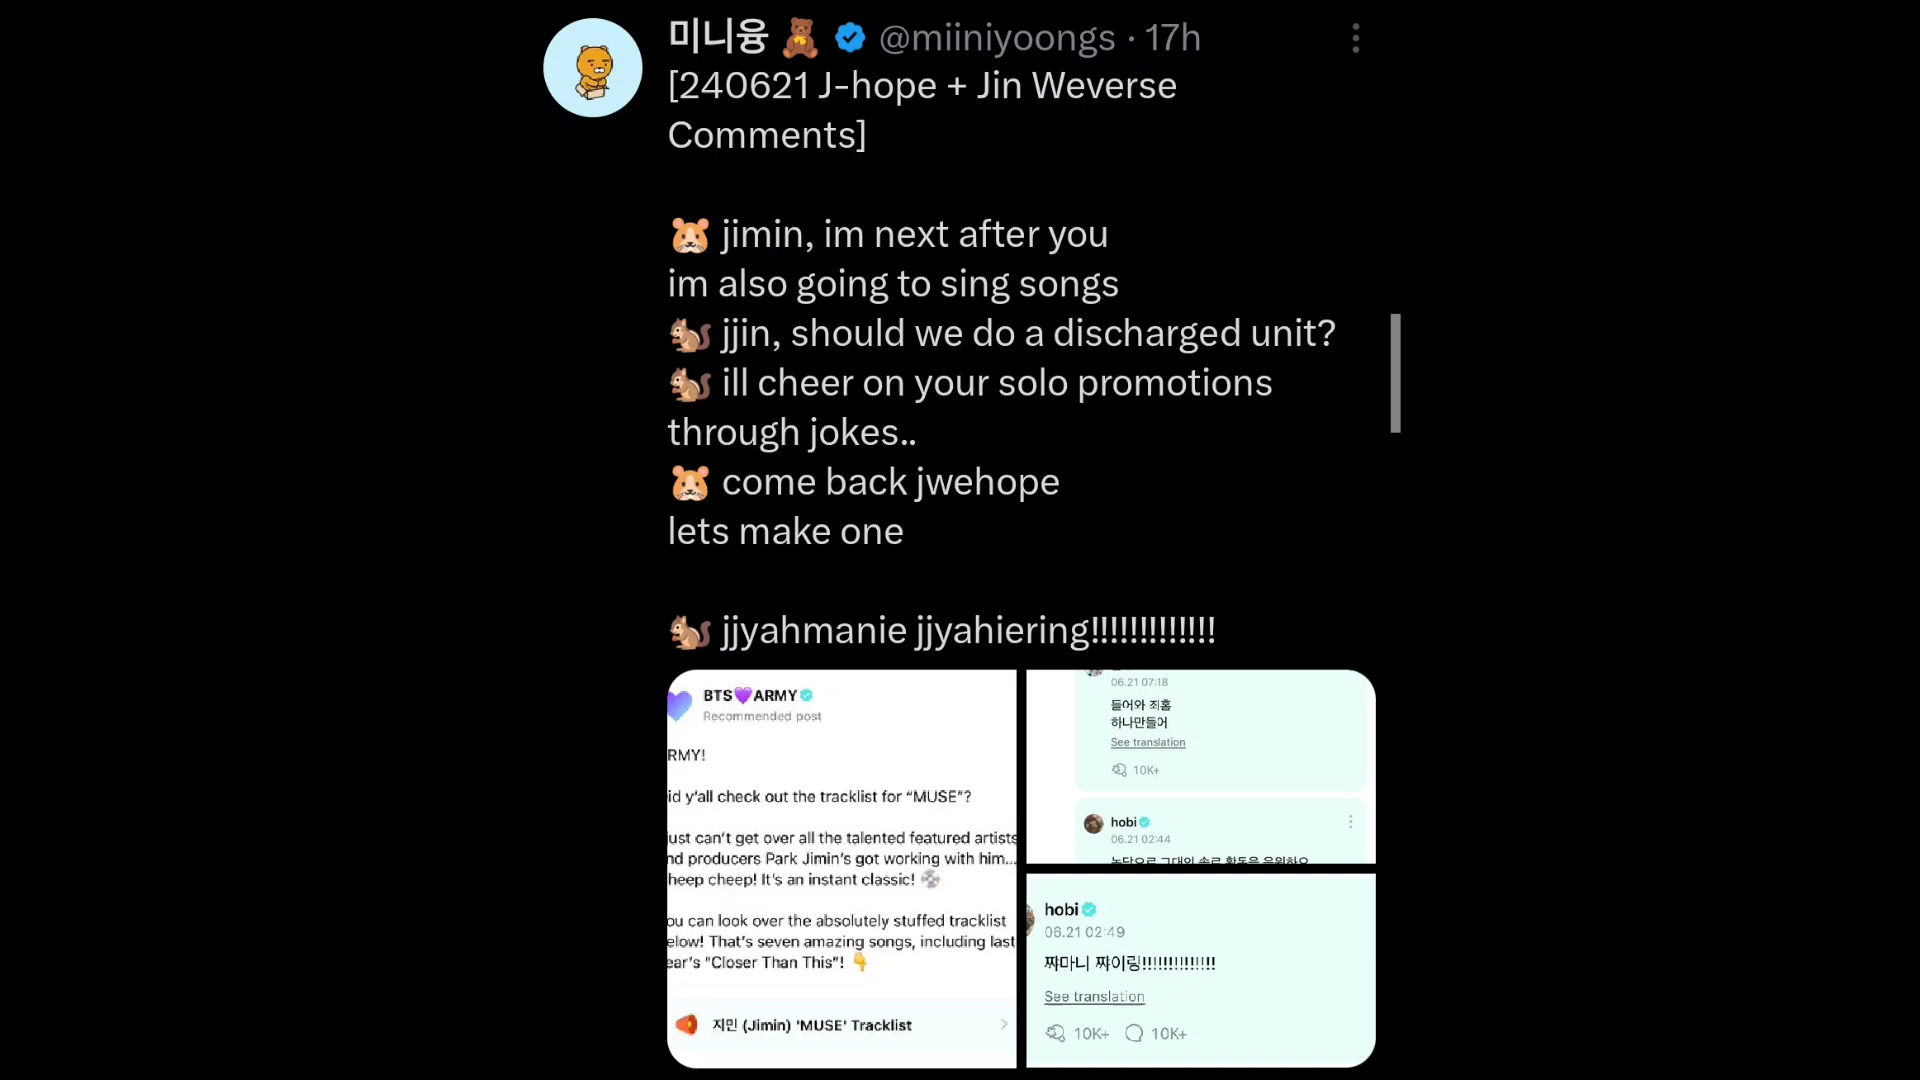 미니융 @miiniyoongs · 17h
[240621 J-hope + Jin Weverse
Comments]
🐹 jimin, im next after you
im also going to sing songs
🐿️ jjin, should we do a discharged unit?
🐿️ ill cheer on your solo promotions
through jokes..
🐹 come back jwehope
lets make one
🐿️ jjyahmanie jjyahiering!!!!!!!!!!!!!
BTS💜ARMY
Recommended post
RMY!
id y'all check out the tracklist for “MUSE”?
ust can't get over all the talented featured artists
nd producers Park Jimin's got working with him...
heep cheep! It's an instant classic! 💿
ou can look over the absolutely stuffed tracklist
elow! That's seven amazing songs, including last
ear's “Closer Than This”! 👇
지민 (Jimin) 'MUSE' Tracklist
06.21 07:18
들어와 죄홉
하나만들어
See translation
10K+
hobi
06.21 02:44
농담으로 그대의 솔로 활동을 응원하오
hobi
06.21 02:49
쨔마니 쨔이링!!!!!!!!!!!!!!
See translation
10K+ 10K+